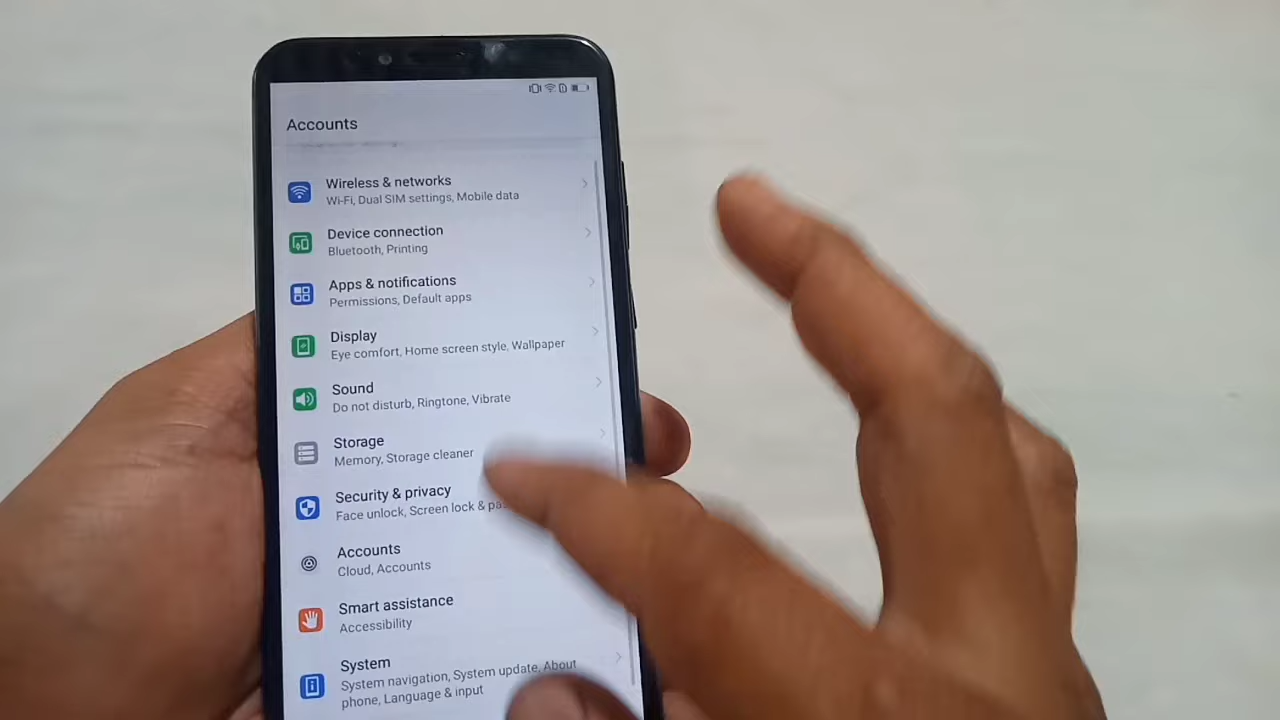 Accounts
Wireless & networks
Wi-Fi, Dual SIM settings, Mobile data
Device connection
Bluetooth, Printing
Apps & notifications
Permissions, Default apps
Display
Eye comfort, Home screen style, Wallpaper
Sound
Do not disturb, Ringtone, Vibrate
Storage
Memory, Storage cleaner
Security & privacy
Face unlock, Screen lock &
Accounts
Cloud, Accounts
Smart assistance
Accessibility
System
System navigation, System update, About
phone, Language & input